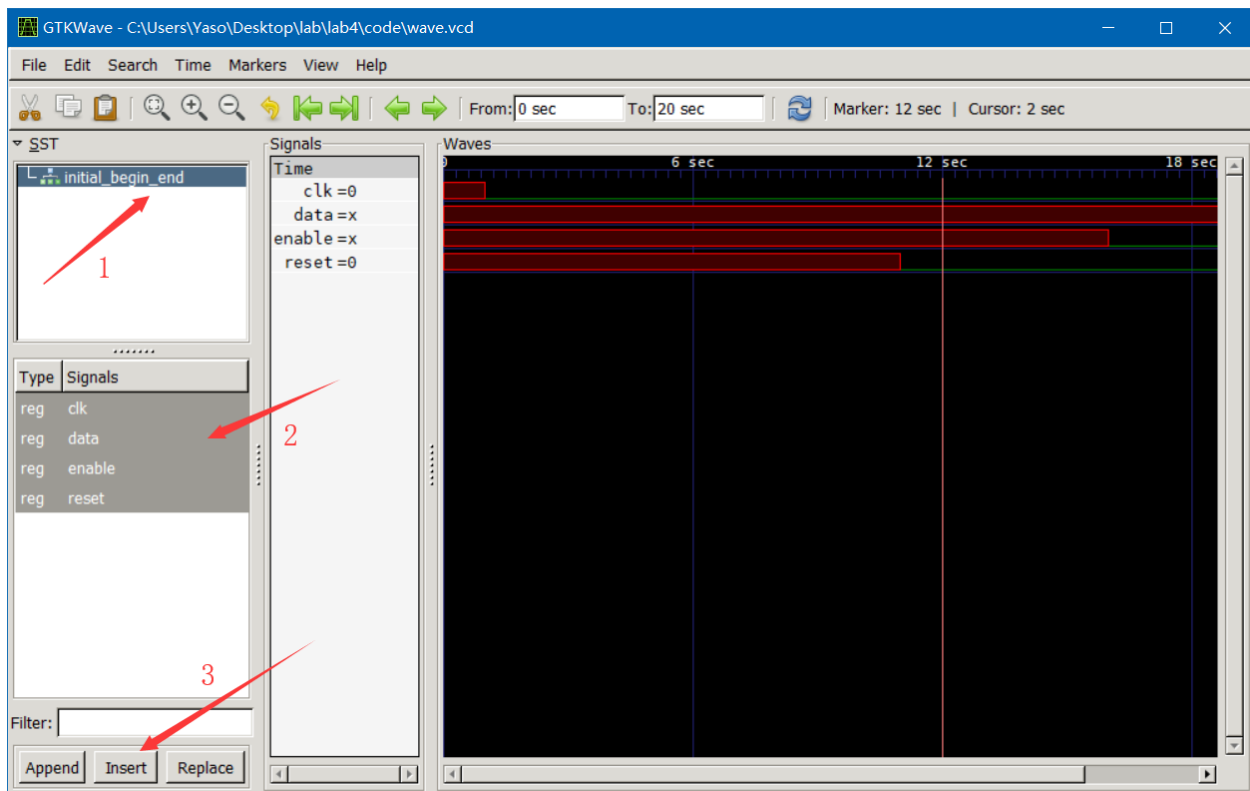 GTKWave - C:\Users\Yaso\Desktop\lab\lab4\code\wave.vcd
File Edit Search Time Markers View Help
From: 0 sec To: 20 sec Marker: 12 sec | Cursor: 2 sec
SST
initial_begin_end
1
Type Signals
reg clk
reg data
reg enable
reg reset
2
3
Filter:
Append Insert Replace
Signals
Time
clk =0
data =x
enable =x
reset =0
Waves
0 6 sec 12 sec 18 sec